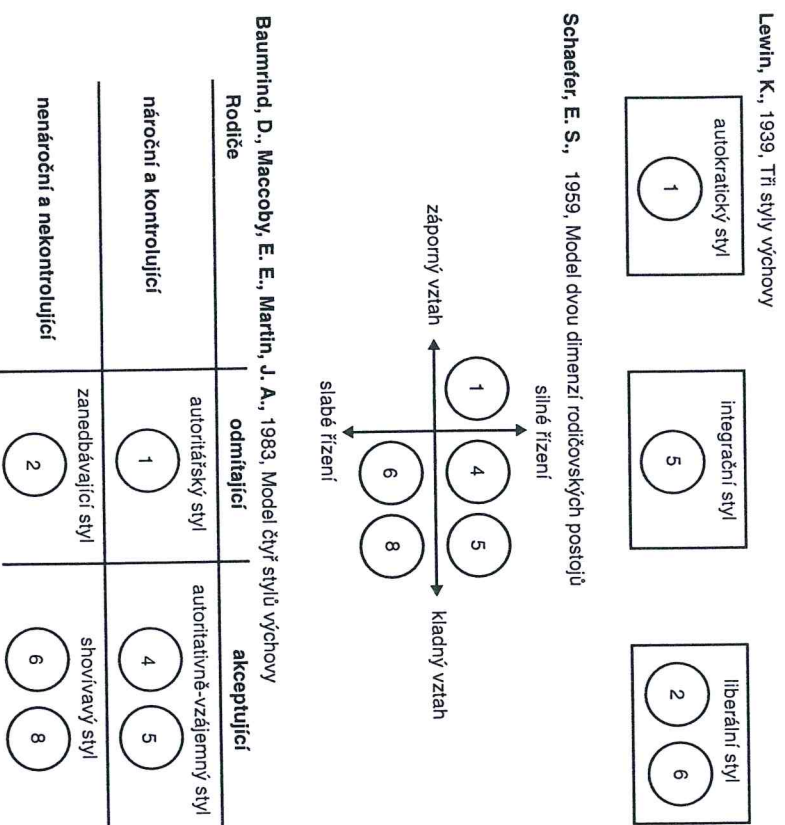 Lewin, K., 1939, Tři styly výchovy
autokratický styl
1
integrační styl
5
liberální styl
2 6
Schaefer, E. S., 1959, Model dvou dimenzí rodičovských postojů
silné řízení
1 4 5
záporný vztah
kladný vztah
6 8
slabé řízení
Baumrind, D., Maccoby, E. E., Martin, J. A., 1983, Model čtyř stylů výchovy
Rodiče odmítající akceptující
nároční a kontrolující
autoritářský styl
1
autoritativně-vzájemný styl
4 5
nenároční a nekontrolující
zanedbávající styl
2
shovívavý styl
6 8